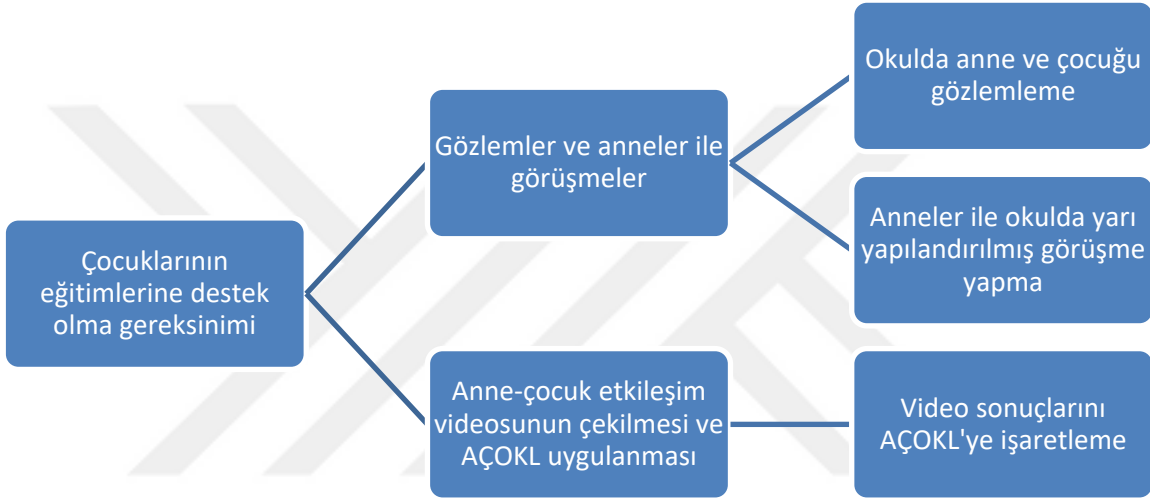 Çocuklarının
eğitimlerine destek
olma gereksinimi
Gözlemler ve anneler ile
görüşmeler
Okulda anne ve çocuğu
gözlemleme
Anneler ile okulda yarı
yapılandırılmış görüşme
yapma
Anne-çocuk etkileşim
videosunun çekilmesi ve
AÇOKL uygulanması
Video sonuçlarını
AÇOKL'ye işaretleme